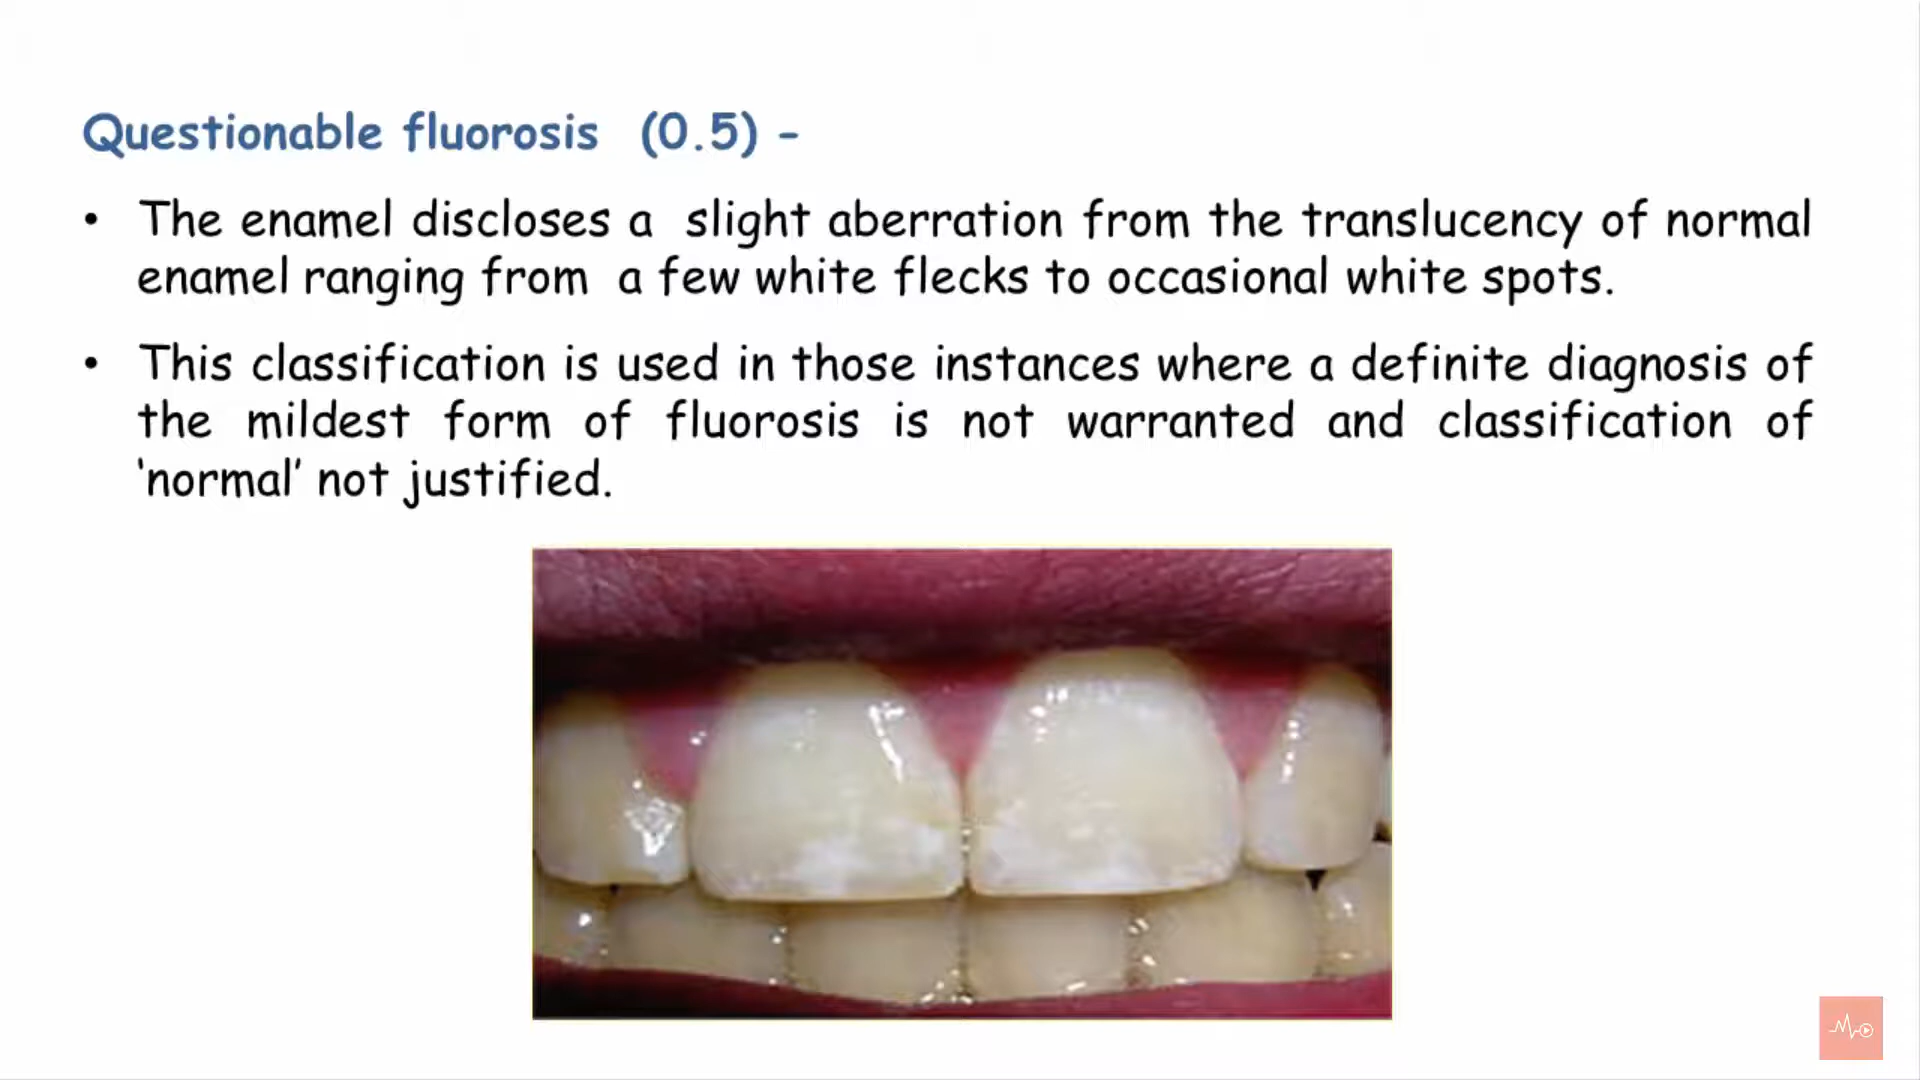 Questionable fluorosis (0.5) -
• The enamel discloses a slight aberration from the translucency of normal
enamel ranging from a few white flecks to occasional white spots.
• This classification is used in those instances where a definite diagnosis of
the mildest form of fluorosis is not warranted and classification of
‘normal’ not justified.